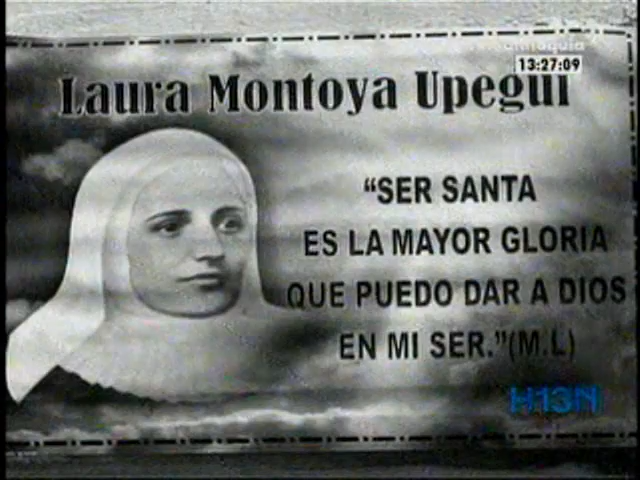 antioquia
13:27:09
Laura Montoya Upegui
“SER SANTA
ES LA MAYOR GLORIA
QUE PUEDO DAR A DIOS
EN MI SER.”(M.L)
H13N